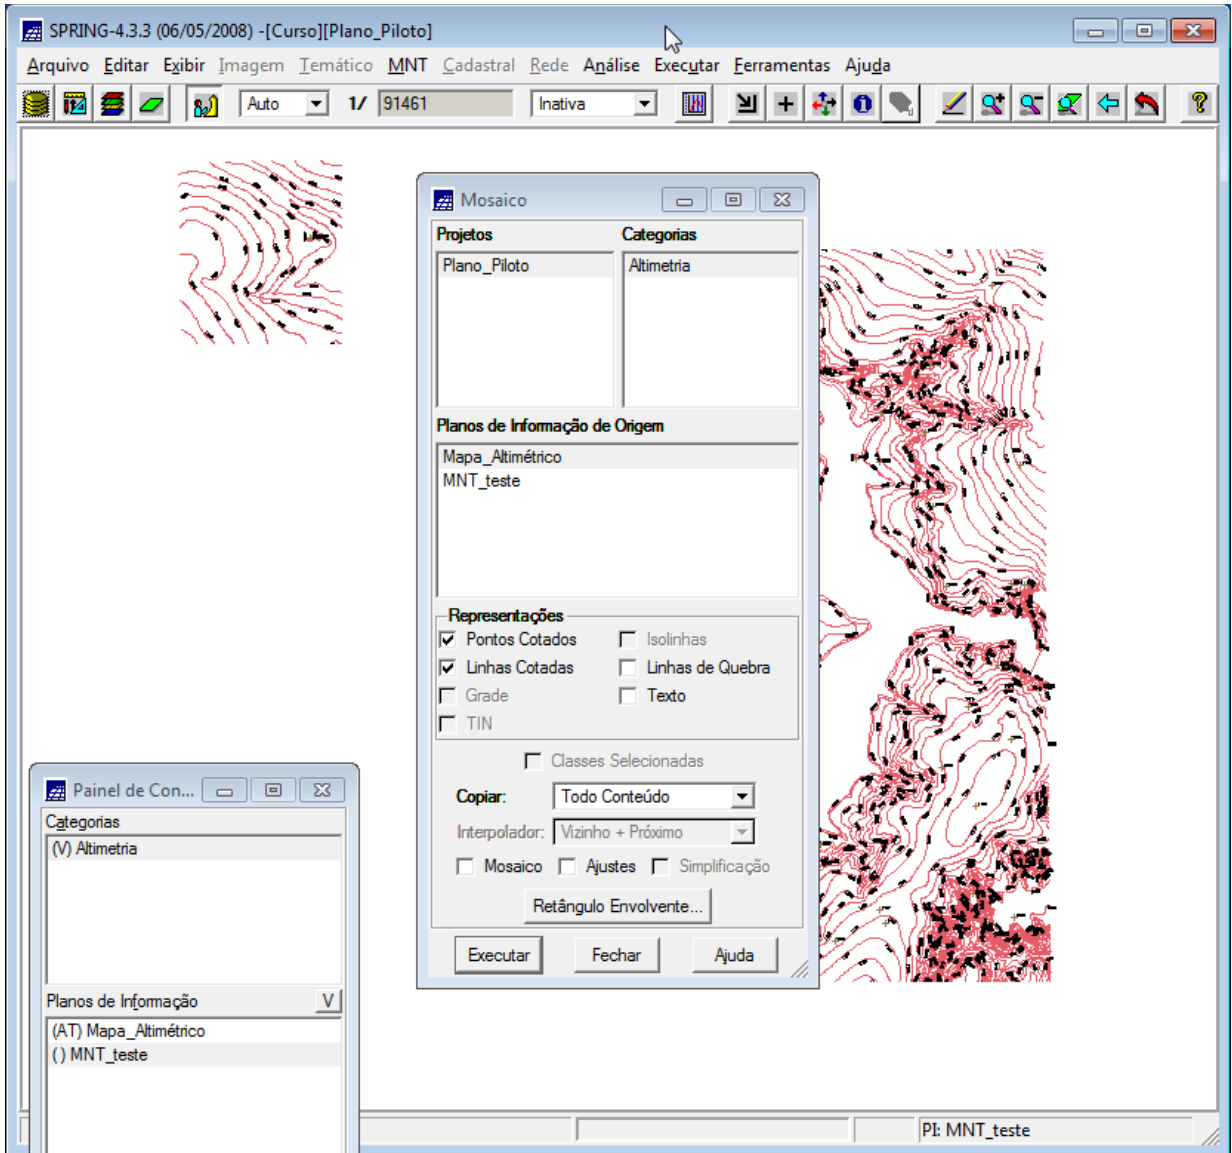 SPRING-4.3.3 (06/05/2008) -[Curso][Plano_Piloto]
Arquivo Editar Exibir Imagem Temático MNT Cadastral Rede Análise Executar Ferramentas Ajuda
Auto 1/ 91461 Inativa
Mosaico
Projetos Categorias
Plano_Piloto Altimetria
Planos de Informação de Origem
Mapa_Altimétrico
MNT_teste
Representações
Pontos Cotados Isolinhas
Linhas Cotadas Linhas de Quebra
Grade Texto
TIN
Classes Selecionadas
Copiar: Todo Conteúdo
Interpolador: Vizinho + Próximo
Mosaico Ajustes Simplificação
Retângulo Envolvente...
Executar Fechar Ajuda
Painel de Con...
Categorias
(V) Altimetria
Planos de Informação V
(AT) Mapa_Altimétrico
( ) MNT_teste
PI: MNT_teste